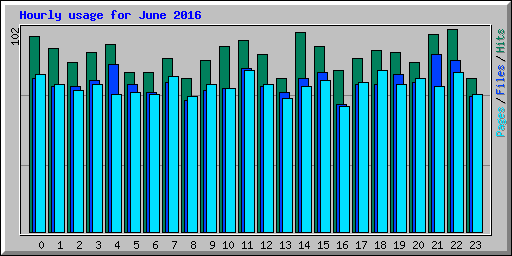 Hourly usage for June 2016
102
Pages/Files/Hits
0 1 2 3 4 5 6 7 8 9 10 11 12 13 14 15 16 17 18 19 20 21 22 23